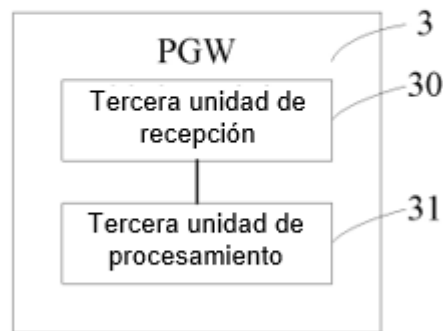 PGW
3
Tercera unidad de
recepción
30
Tercera unidad de
procesamiento
31